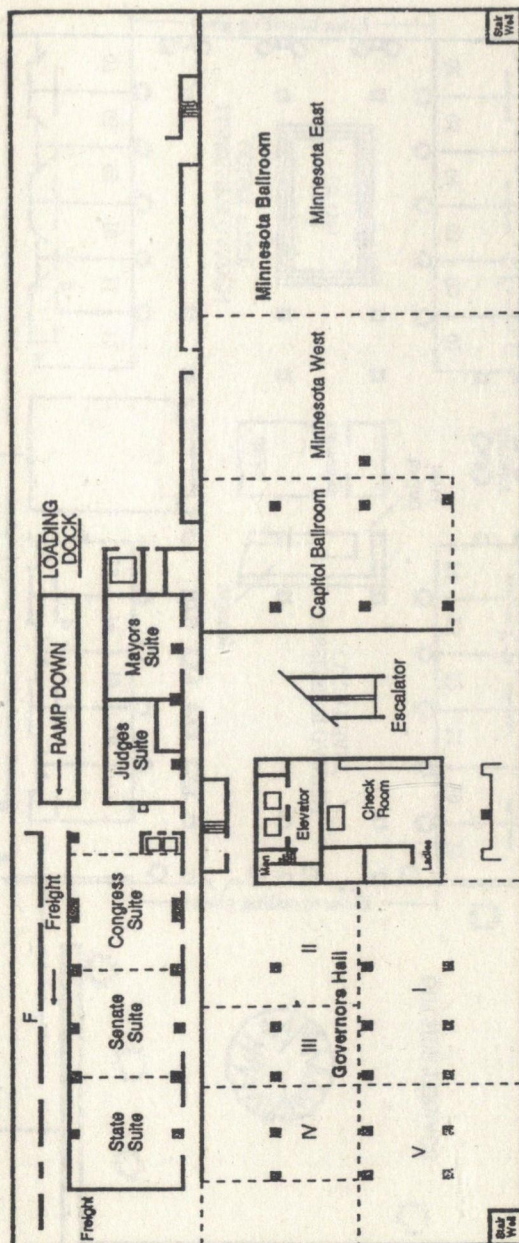 Freight
F
Freight
LOADING
DOCK
RAMP DOWN
State
Suite
Senate
Suite
Congress
Suite
Judges
Suite
Mayors
Suite
Men
Elevator
Check
Room
Ladies
Escalator
Capitol Ballroom
Minnesota West
Minnesota Ballroom
Minnesota East
IV
III
II
Governors Hall
V
I
Stair
Well
Stair
Well